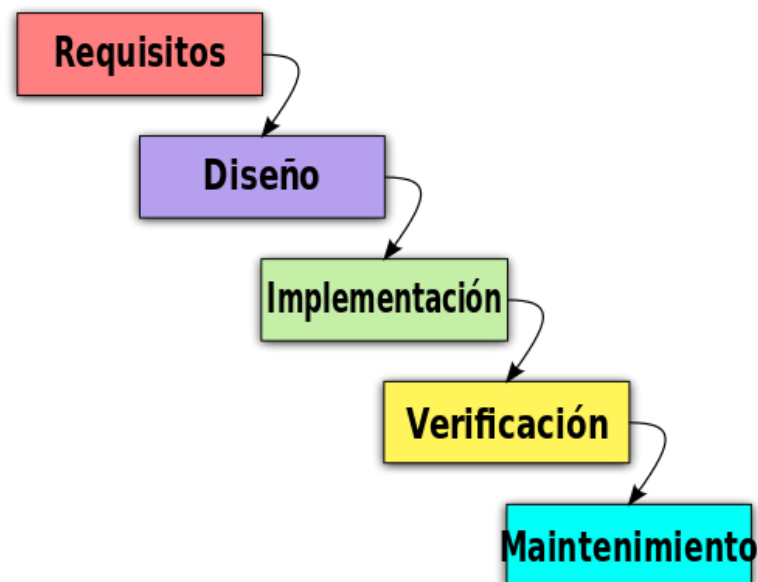 Requisitos
Diseño
Implementación
Verificación
Maintenimiento